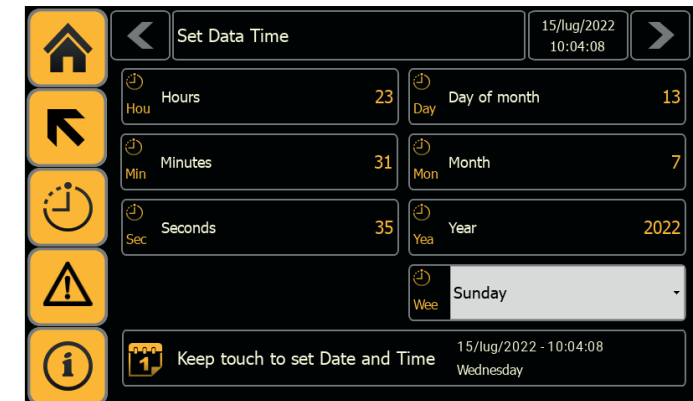 Set Data Time
15/lug/2022
10:04:08
Hou Hours 23
Day Day of month 13
Min Minutes 31
Mon Month 7
Sec Seconds 35
Yea Year 2022
Wee Sunday
1 Keep touch to set Date and Time
15/lug/2022 - 10:04:08
Wednesday
i